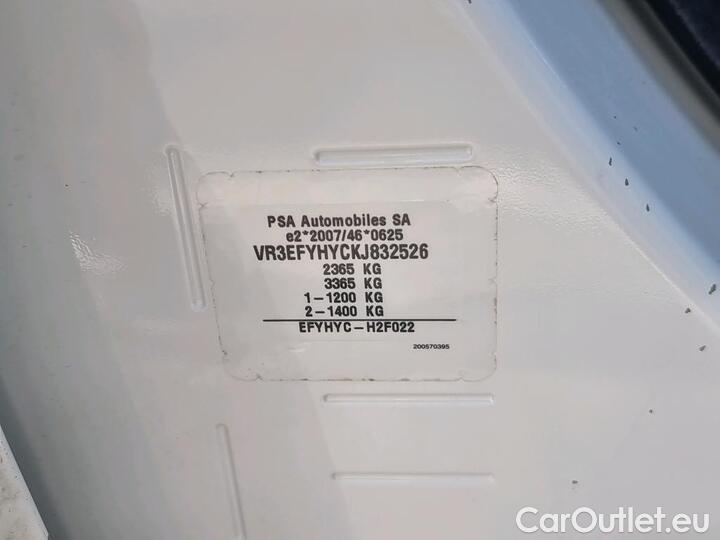 PSA Automobiles SA
e2*2007/46*0625
VR3EFYHYCKJ832526
2365 KG
3365 KG
1-1200 KG
2-1400 KG
EFYHYC-H2F022
200570395
CarOutlet.eu